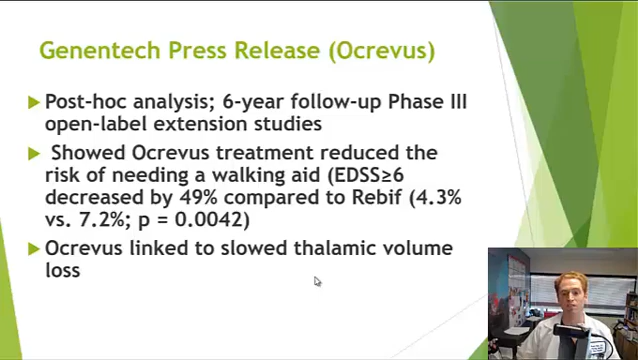 Genentech Press Release (Ocrevus)
Post-hoc analysis; 6-year follow-up Phase III
open-label extension studies
Showed Ocrevus treatment reduced the
risk of needing a walking aid (EDSS≥6
decreased by 49% compared to Rebif (4.3%
vs. 7.2%; p = 0.0042)
Ocrevus linked to slowed thalamic volume
loss